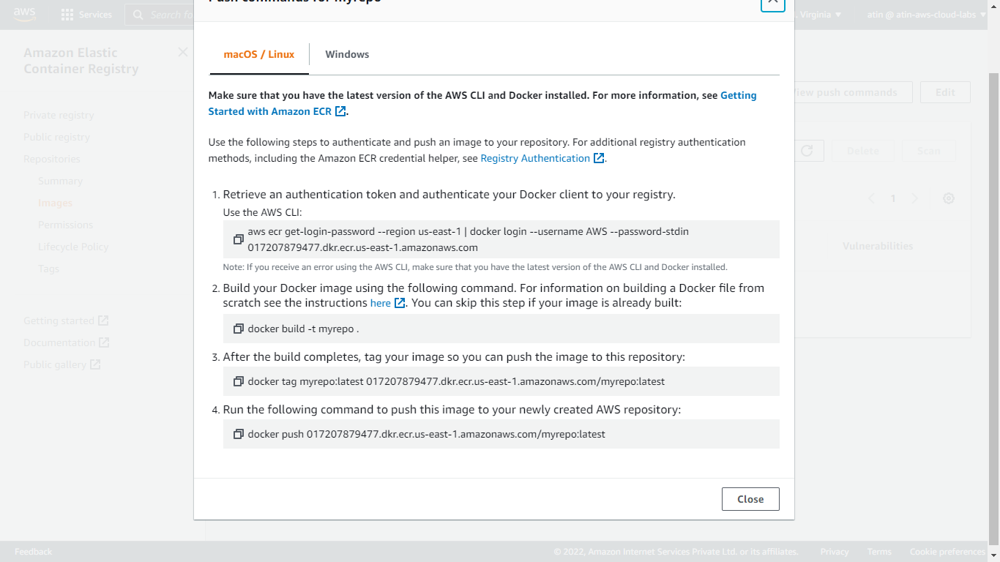 aws
Services
Search fo
Push commands for myrepo
. Virginia
atin @ atin-aws-cloud-labs
Amazon Elastic
Container Registry
Private registry
Public registry
Repositories
Summary
Images
Permissions
Lifecycle Policy
Tags
Getting started
Documentation
Public gallery
macOS / Linux
Windows
Make sure that you have the latest version of the AWS CLI and Docker installed. For more information, see Getting
Started with Amazon ECR.
Use the following steps to authenticate and push an image to your repository. For additional registry authentication
methods, including the Amazon ECR credential helper, see Registry Authentication.
1. Retrieve an authentication token and authenticate your Docker client to your registry.
Use the AWS CLI:
aws ecr get-login-password --region us-east-1 | docker login --username AWS --password-stdin
017207879477.dkr.ecr.us-east-1.amazonaws.com
Note: If you receive an error using the AWS CLI, make sure that you have the latest version of the AWS CLI and Docker installed.
2. Build your Docker image using the following command. For information on building a Docker file from
scratch see the instructions here. You can skip this step if your image is already built:
docker build -t myrepo .
3. After the build completes, tag your image so you can push the image to this repository:
docker tag myrepo:latest 017207879477.dkr.ecr.us-east-1.amazonaws.com/myrepo:latest
4. Run the following command to push this image to your newly created AWS repository:
docker push 017207879477.dkr.ecr.us-east-1.amazonaws.com/myrepo:latest
Close
View push commands
Edit
Delete
Scan
1
Vulnerabilities
Feedback
© 2022, Amazon Internet Services Private Ltd. or its affiliates.
Privacy
Terms
Cookie preferences